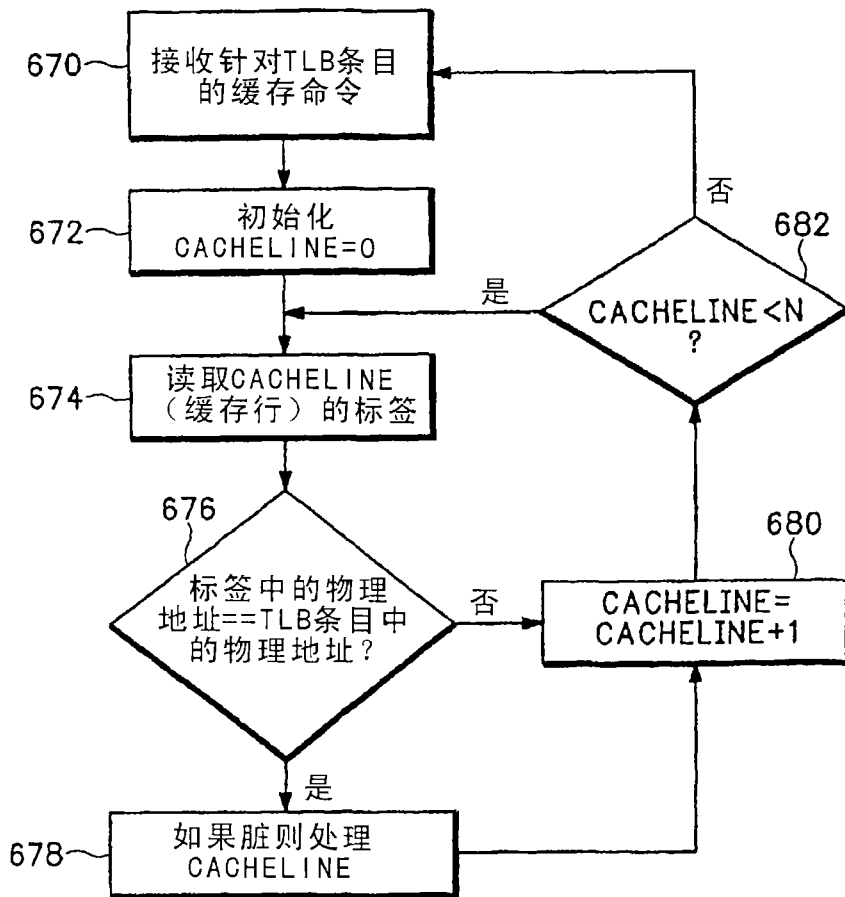 670
接收针对TLB条目
的缓存命令
否
672
初始化
CACHELINE=0
682
是
CACHELINE<N
?
674
读取CACHELINE
（缓存行）的标签
676
标签中的物理
地址==TLB条目中
的物理地址?
否
680
CACHELINE=
CACHELINE+1
是
678
如果脏则处理
CACHELINE